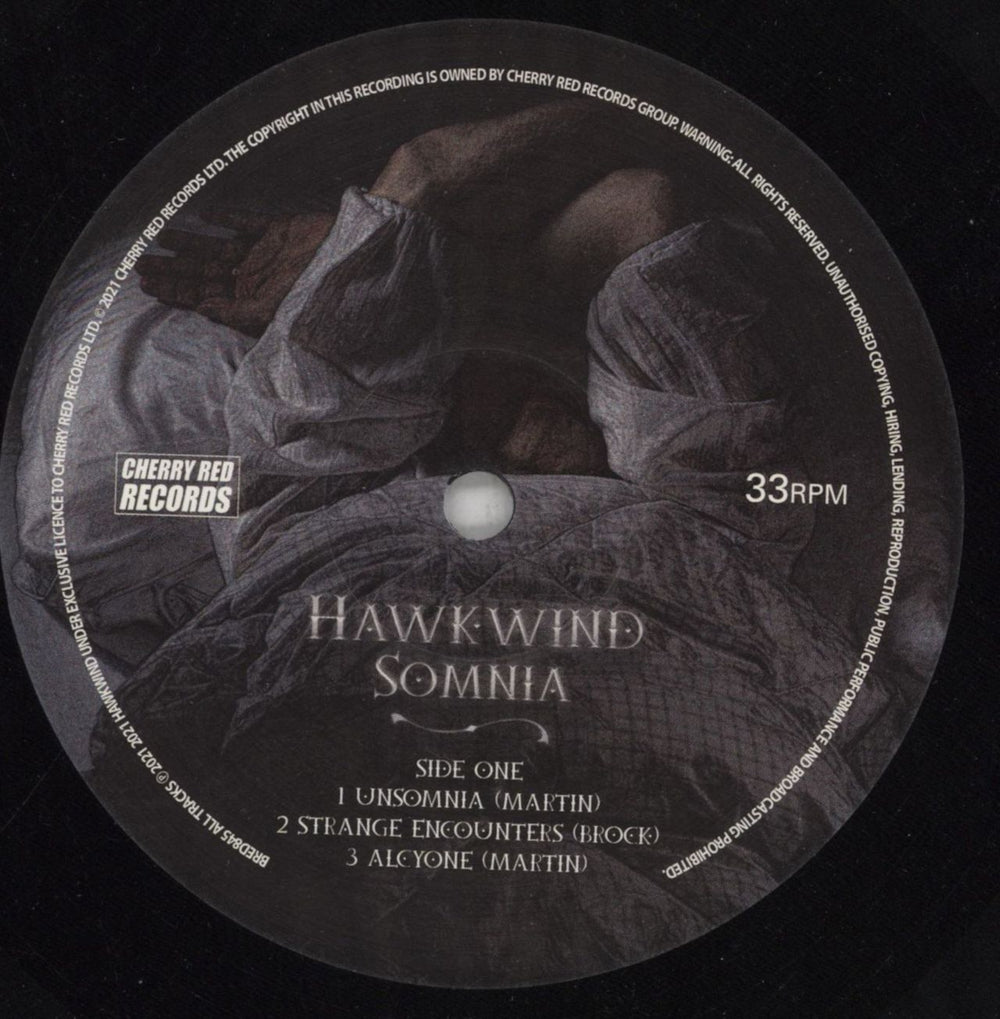 BRED845 ALL TRACKS ℗ 2021 2021 HAWKWIND UNDER EXCLUSIVE LICENCE TO CHERRY RED RECORDS LTD. © 2021 CHERRY RED RECORDS LTD. THE COPYRIGHT IN THIS RECORDING IS OWNED BY CHERRY RED RECORDS GROUP. WARNING: ALL RIGHTS RESERVED. UNAUTHORISED COPYING, HIRING, LENDING, REPRODUCTION, PUBLIC PERFORMANCE AND BROADCASTING PROHIBITED.
CHERRY RED
RECORDS
33RPM
HAWKWIND
SOMNIA
SIDE ONE
1 UNSOMNIA (MARTIN)
2 STRANGE ENCOUNTERS (BROCK)
3 ALCYONE (MARTIN)